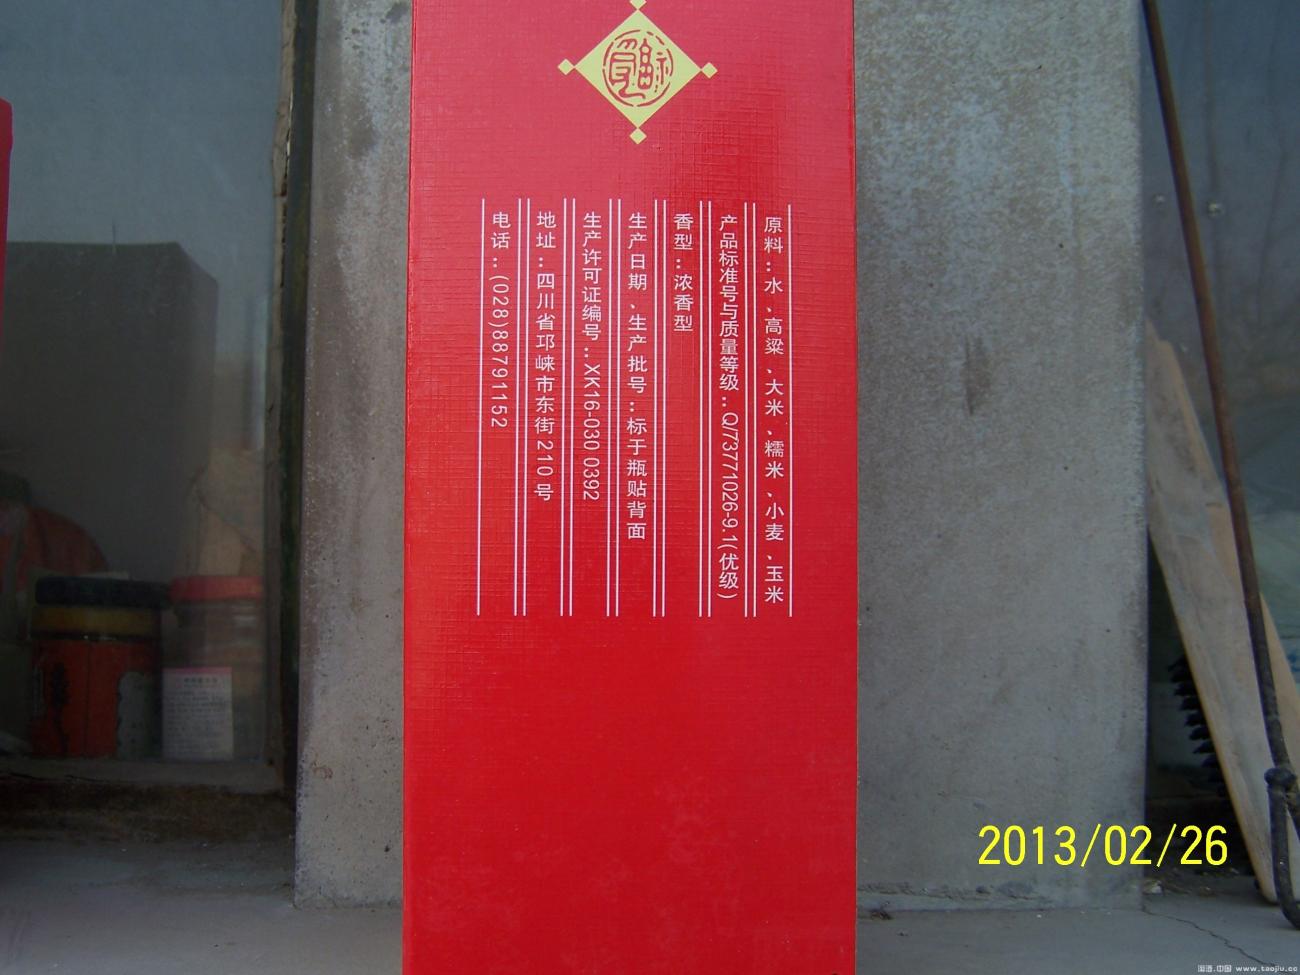 原料：水、高粱、大米、糯米、小麦、玉米
产品标准号与质量等级：Q/73771026-9.1(优级)
香型：浓香型
生产日期、生产批号：标于瓶贴背面
生产许可证编号：XK16-030 0392
地址：四川省邛崃市东街210号
电话：(028)88791152
2013/02/26
www.taojiu.cc